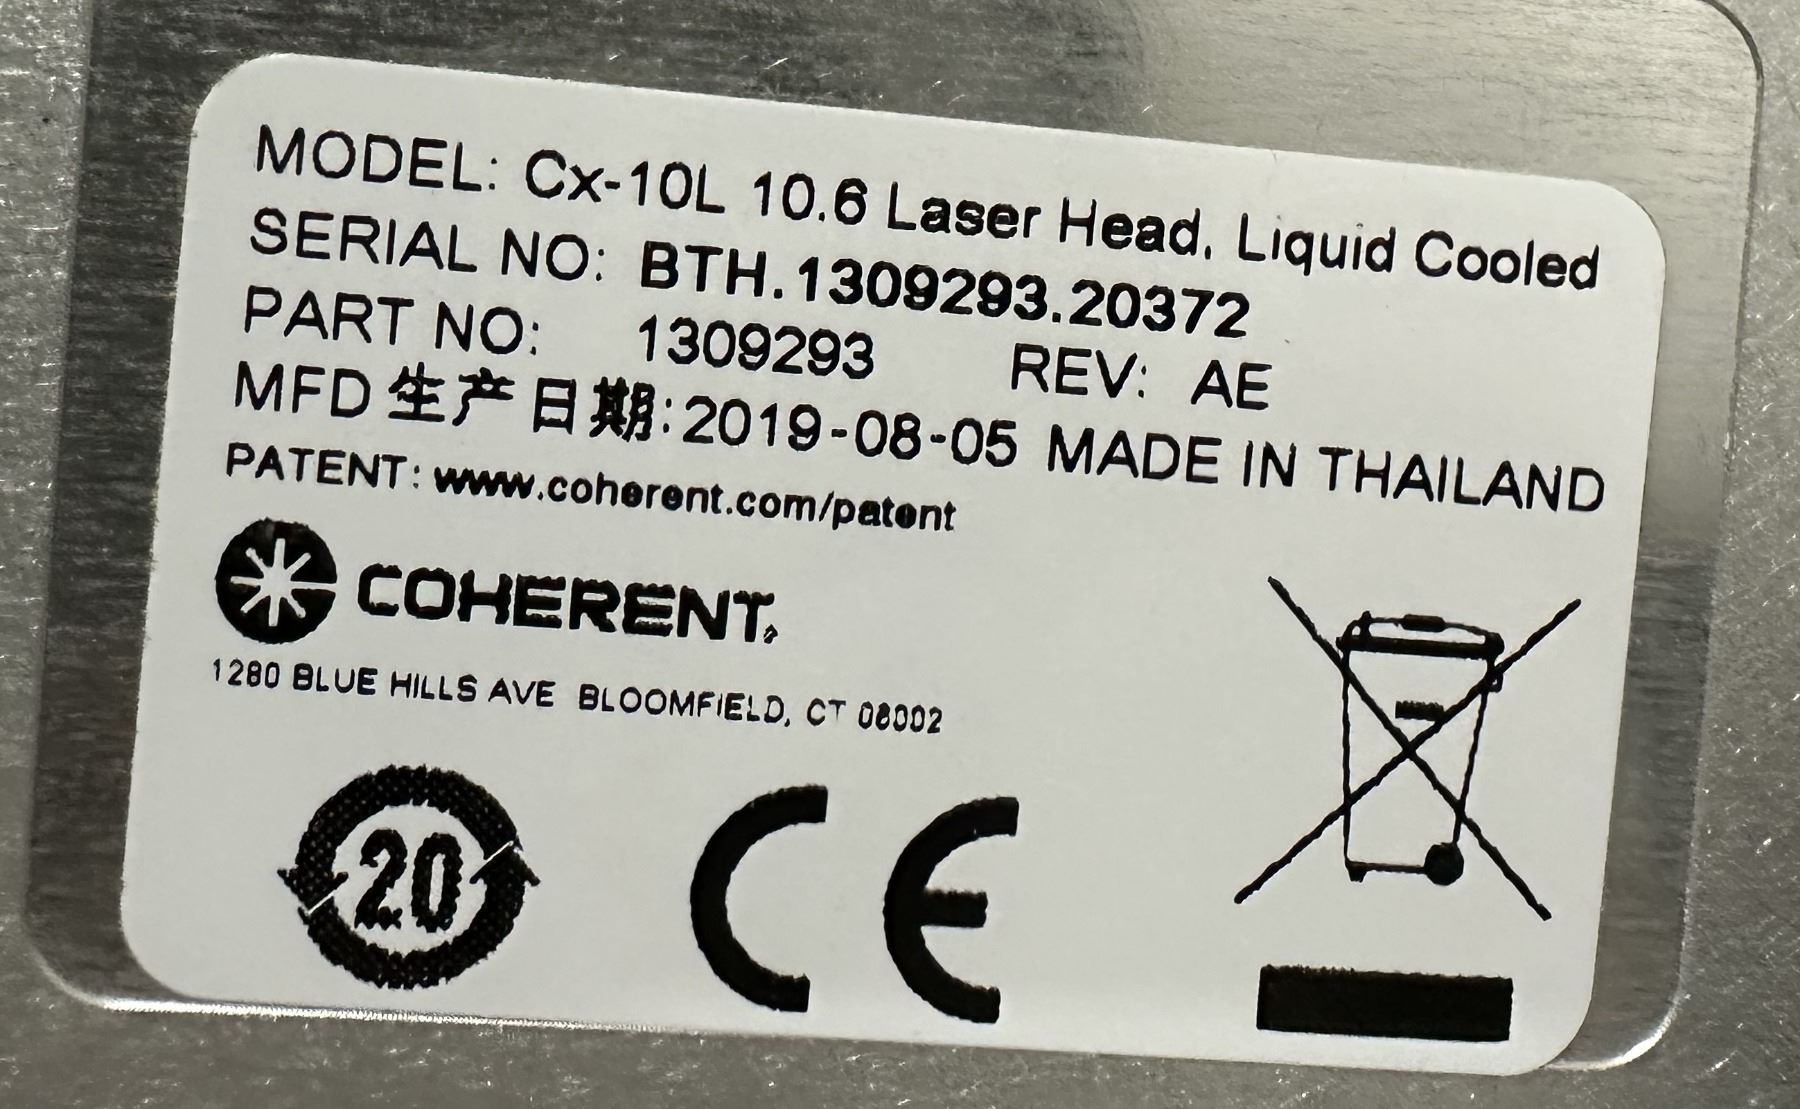 MODEL: Cx-10L 10.6 Laser Head, Liquid Cooled
SERIAL NO: BTH.1309293.20372
PART NO: 1309293 REV: AE
MFD 生产日期:2019-08-05 MADE IN THAILAND
PATENT: www.coherent.com/patent
COHERENT
1280 BLUE HILLS AVE BLOOMFIELD, CT 08002
20
CE